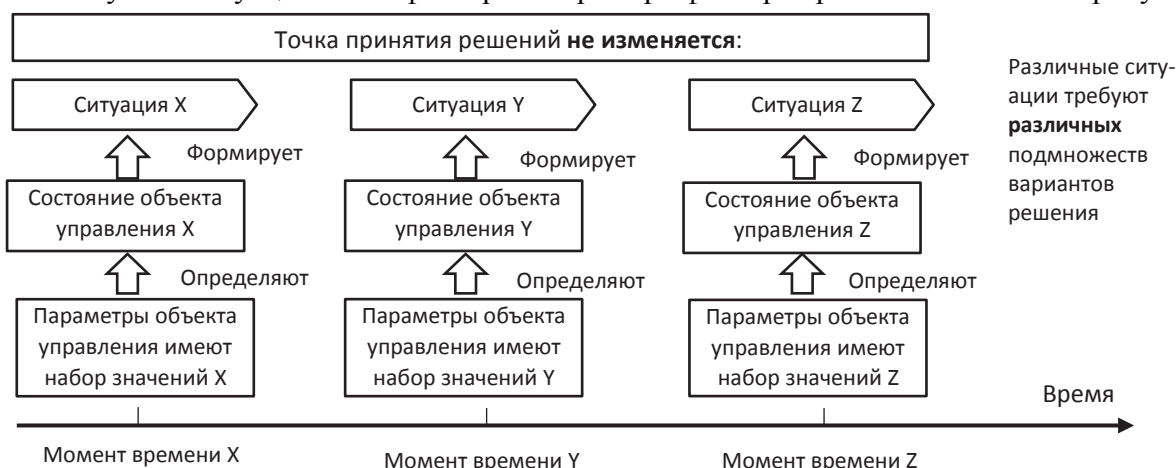 Точка принятия решений не изменяется:
Ситуация X
Ситуация Y
Ситуация Z
Различные ситу-
ации требуют
различных
подмножеств
вариантов
решения
Формирует
Формирует
Формирует
Состояние объекта
управления X
Состояние объекта
управления Y
Состояние объекта
управления Z
Определяют
Определяют
Определяют
Параметры объекта
управления имеют
набор значений X
Параметры объекта
управления имеют
набор значений Y
Параметры объекта
управления имеют
набор значений Z
Время
Момент времени X
Момент времени Y
Момент времени Z